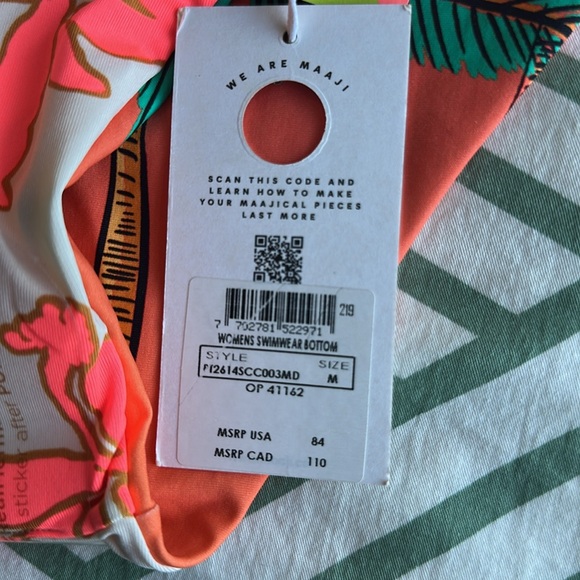 WE ARE MAAJI
SCAN THIS CODE AND
LEARN HOW TO MAKE
YOUR MAAJICAL PIECES
LAST MORE
219
7 702781 522971
WOMENS SWIMWEAR BOTTOM
STYLE SIZE
M
OP 41162
MSRP USA 84
MSRP CAD 110
sticker after